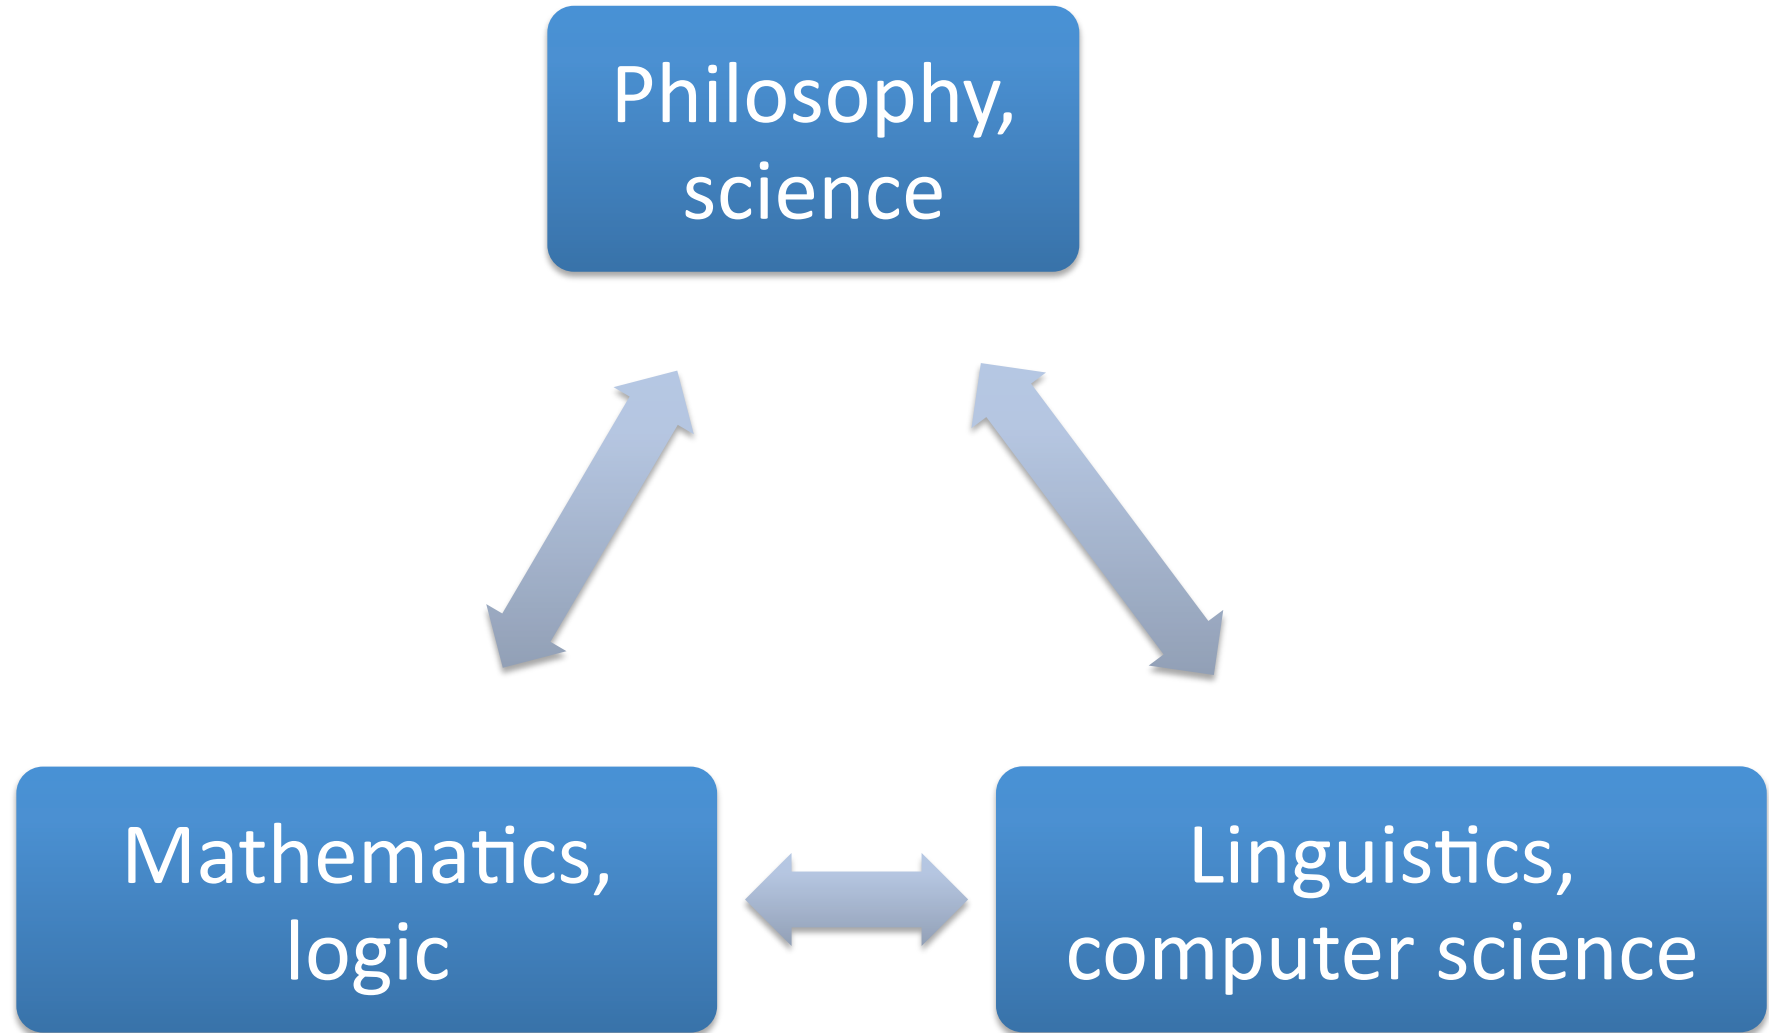 Philosophy,
science
Mathematics,
logic
Linguistics,
computer science